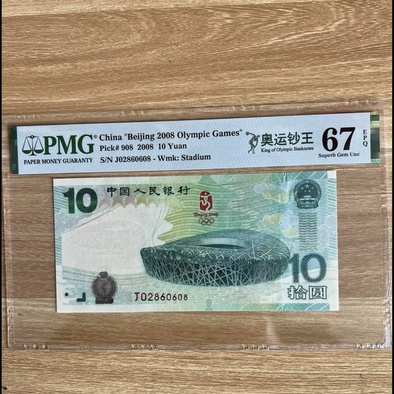 PMG
PAPER MONEY GUARANTY
China "Beijing 2008 Olympic Games"
Pick# 908 2008 10 Yuan
S/N J02860608 - Wmk: Stadium
奥运钞王
King of Olympic Banknotes
67 EPQ
Superb Gem Unc
中国人民银行
10
Beijing 2008
J02860608
10
拾圆